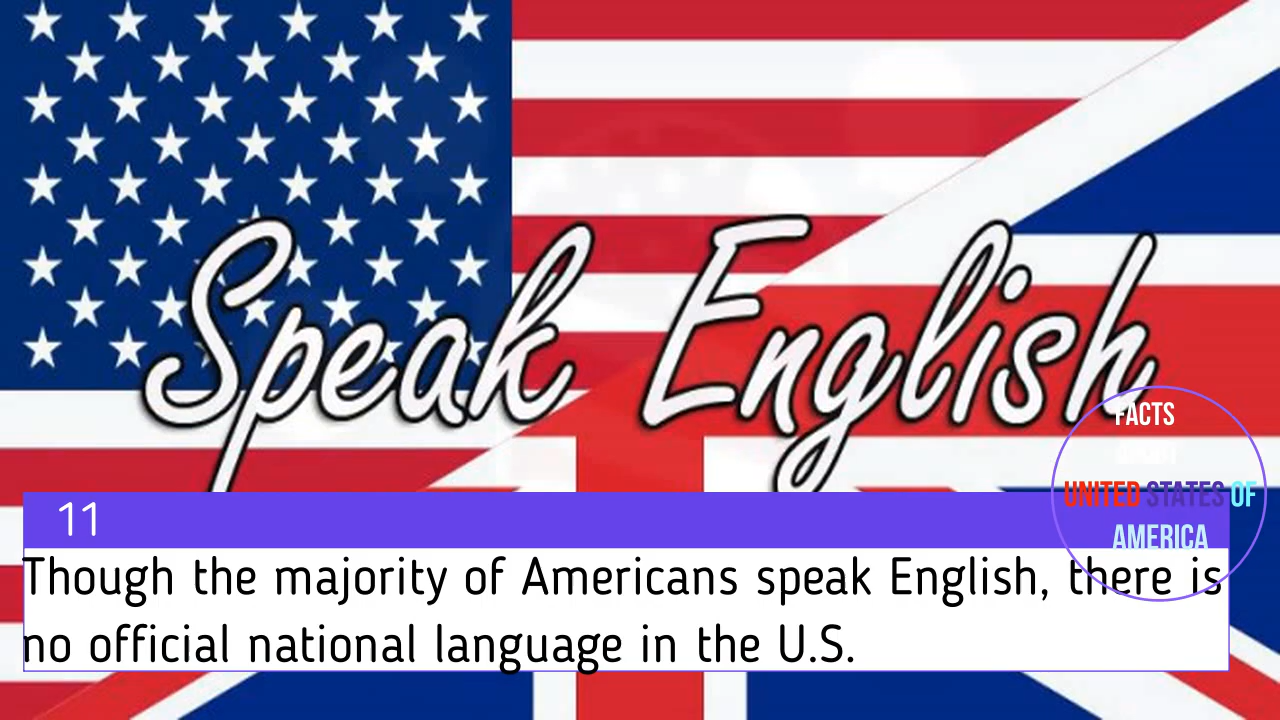 Speak English
FACTS
UNITED STATES OF
AMERICA
11
Though the majority of Americans speak English, there is
no official national language in the U.S.